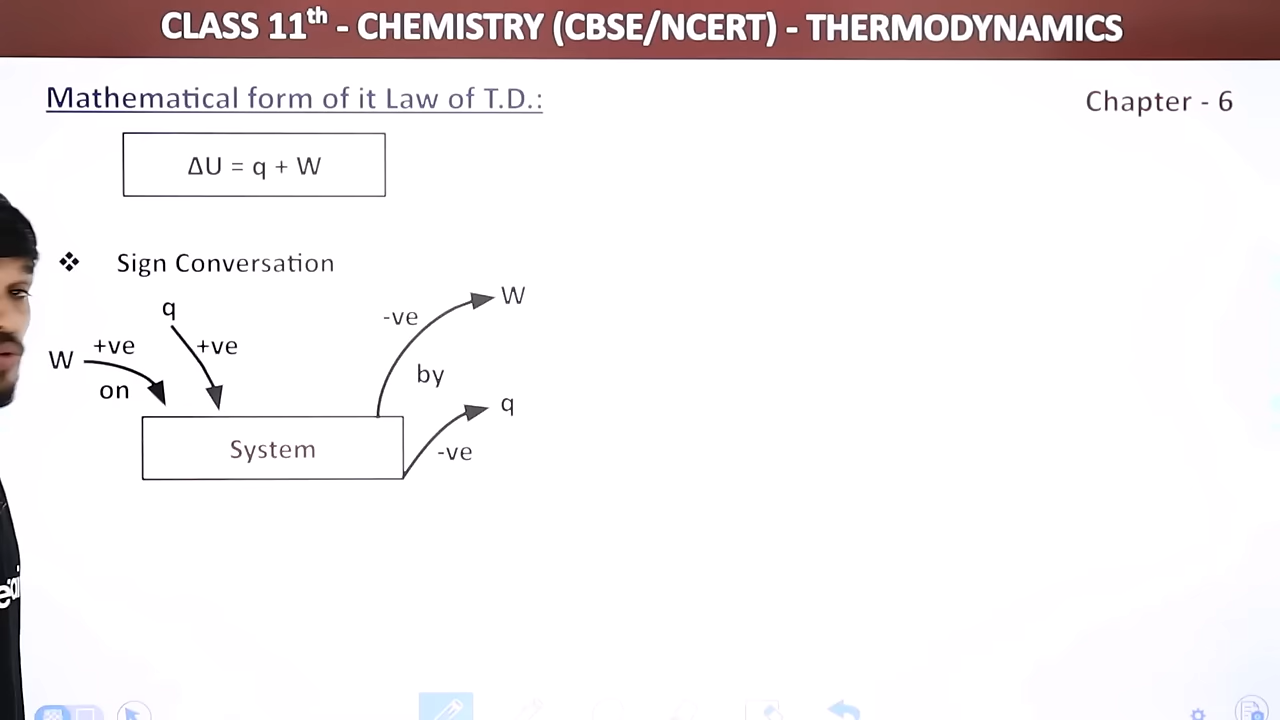 CLASS 11th - CHEMISTRY (CBSE/NCERT) - THERMODYNAMICS
Mathematical form of it Law of T.D.:
Chapter - 6
ΔU = q + W
❖ Sign Conversation
q
W
+ve
+ve
on
-ve
W
by
q
-ve
System